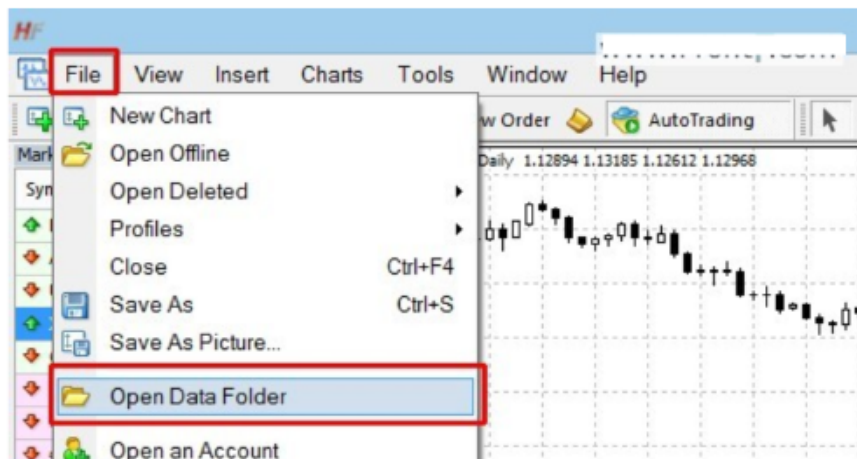 HF
File View Insert Charts Tools Window Help
New Chart
w Order AutoTrading
Mark
Open Offline
Daily 1.12894 1.13185 1.12612 1.12968
Sym
Open Deleted
Profiles
Close Ctrl+F4
Save As Ctrl+S
Save As Picture...
Open Data Folder
Open an Account